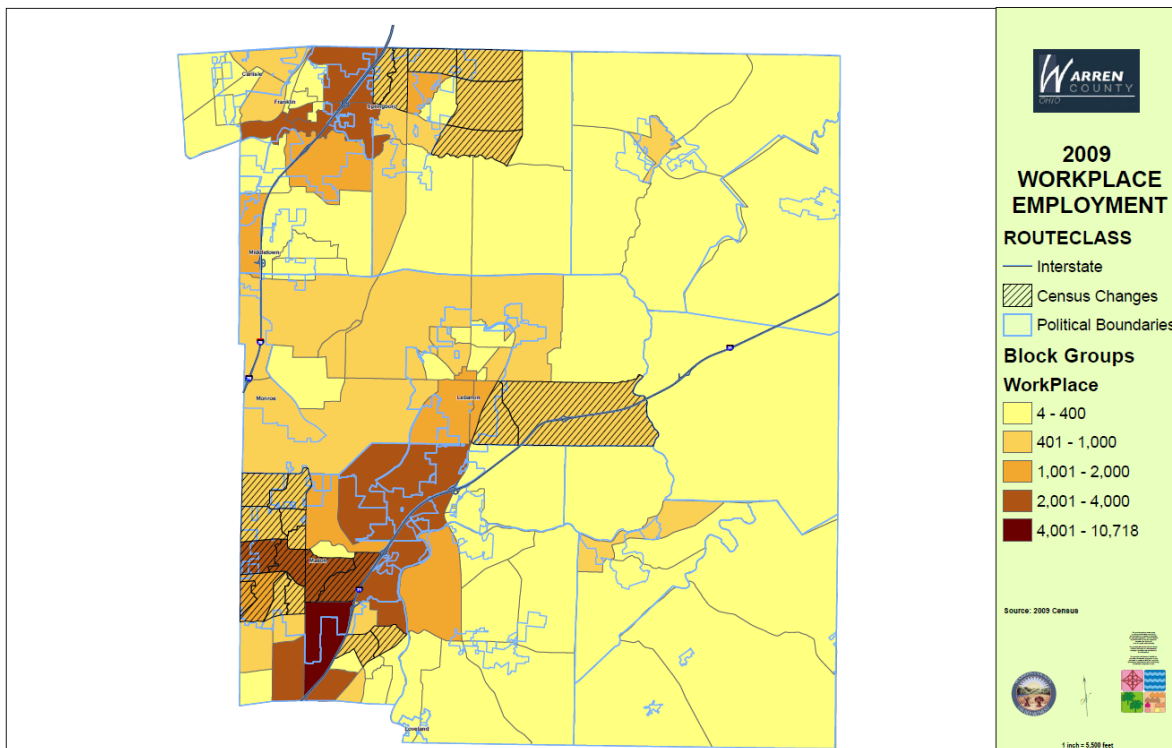 Carlisle
Franklin
Springboro
Middletown
Monroe
Lebanon
Mason
Loveland
WARREN
COUNTY
OHIO
2009
WORKPLACE
EMPLOYMENT
ROUTECLASS
Interstate
Census Changes
Political Boundaries
Block Groups
WorkPlace
4 - 400
401 - 1,000
1,001 - 2,000
2,001 - 4,000
4,001 - 10,718
Source: 2009 Census
1 inch = 5,500 feet